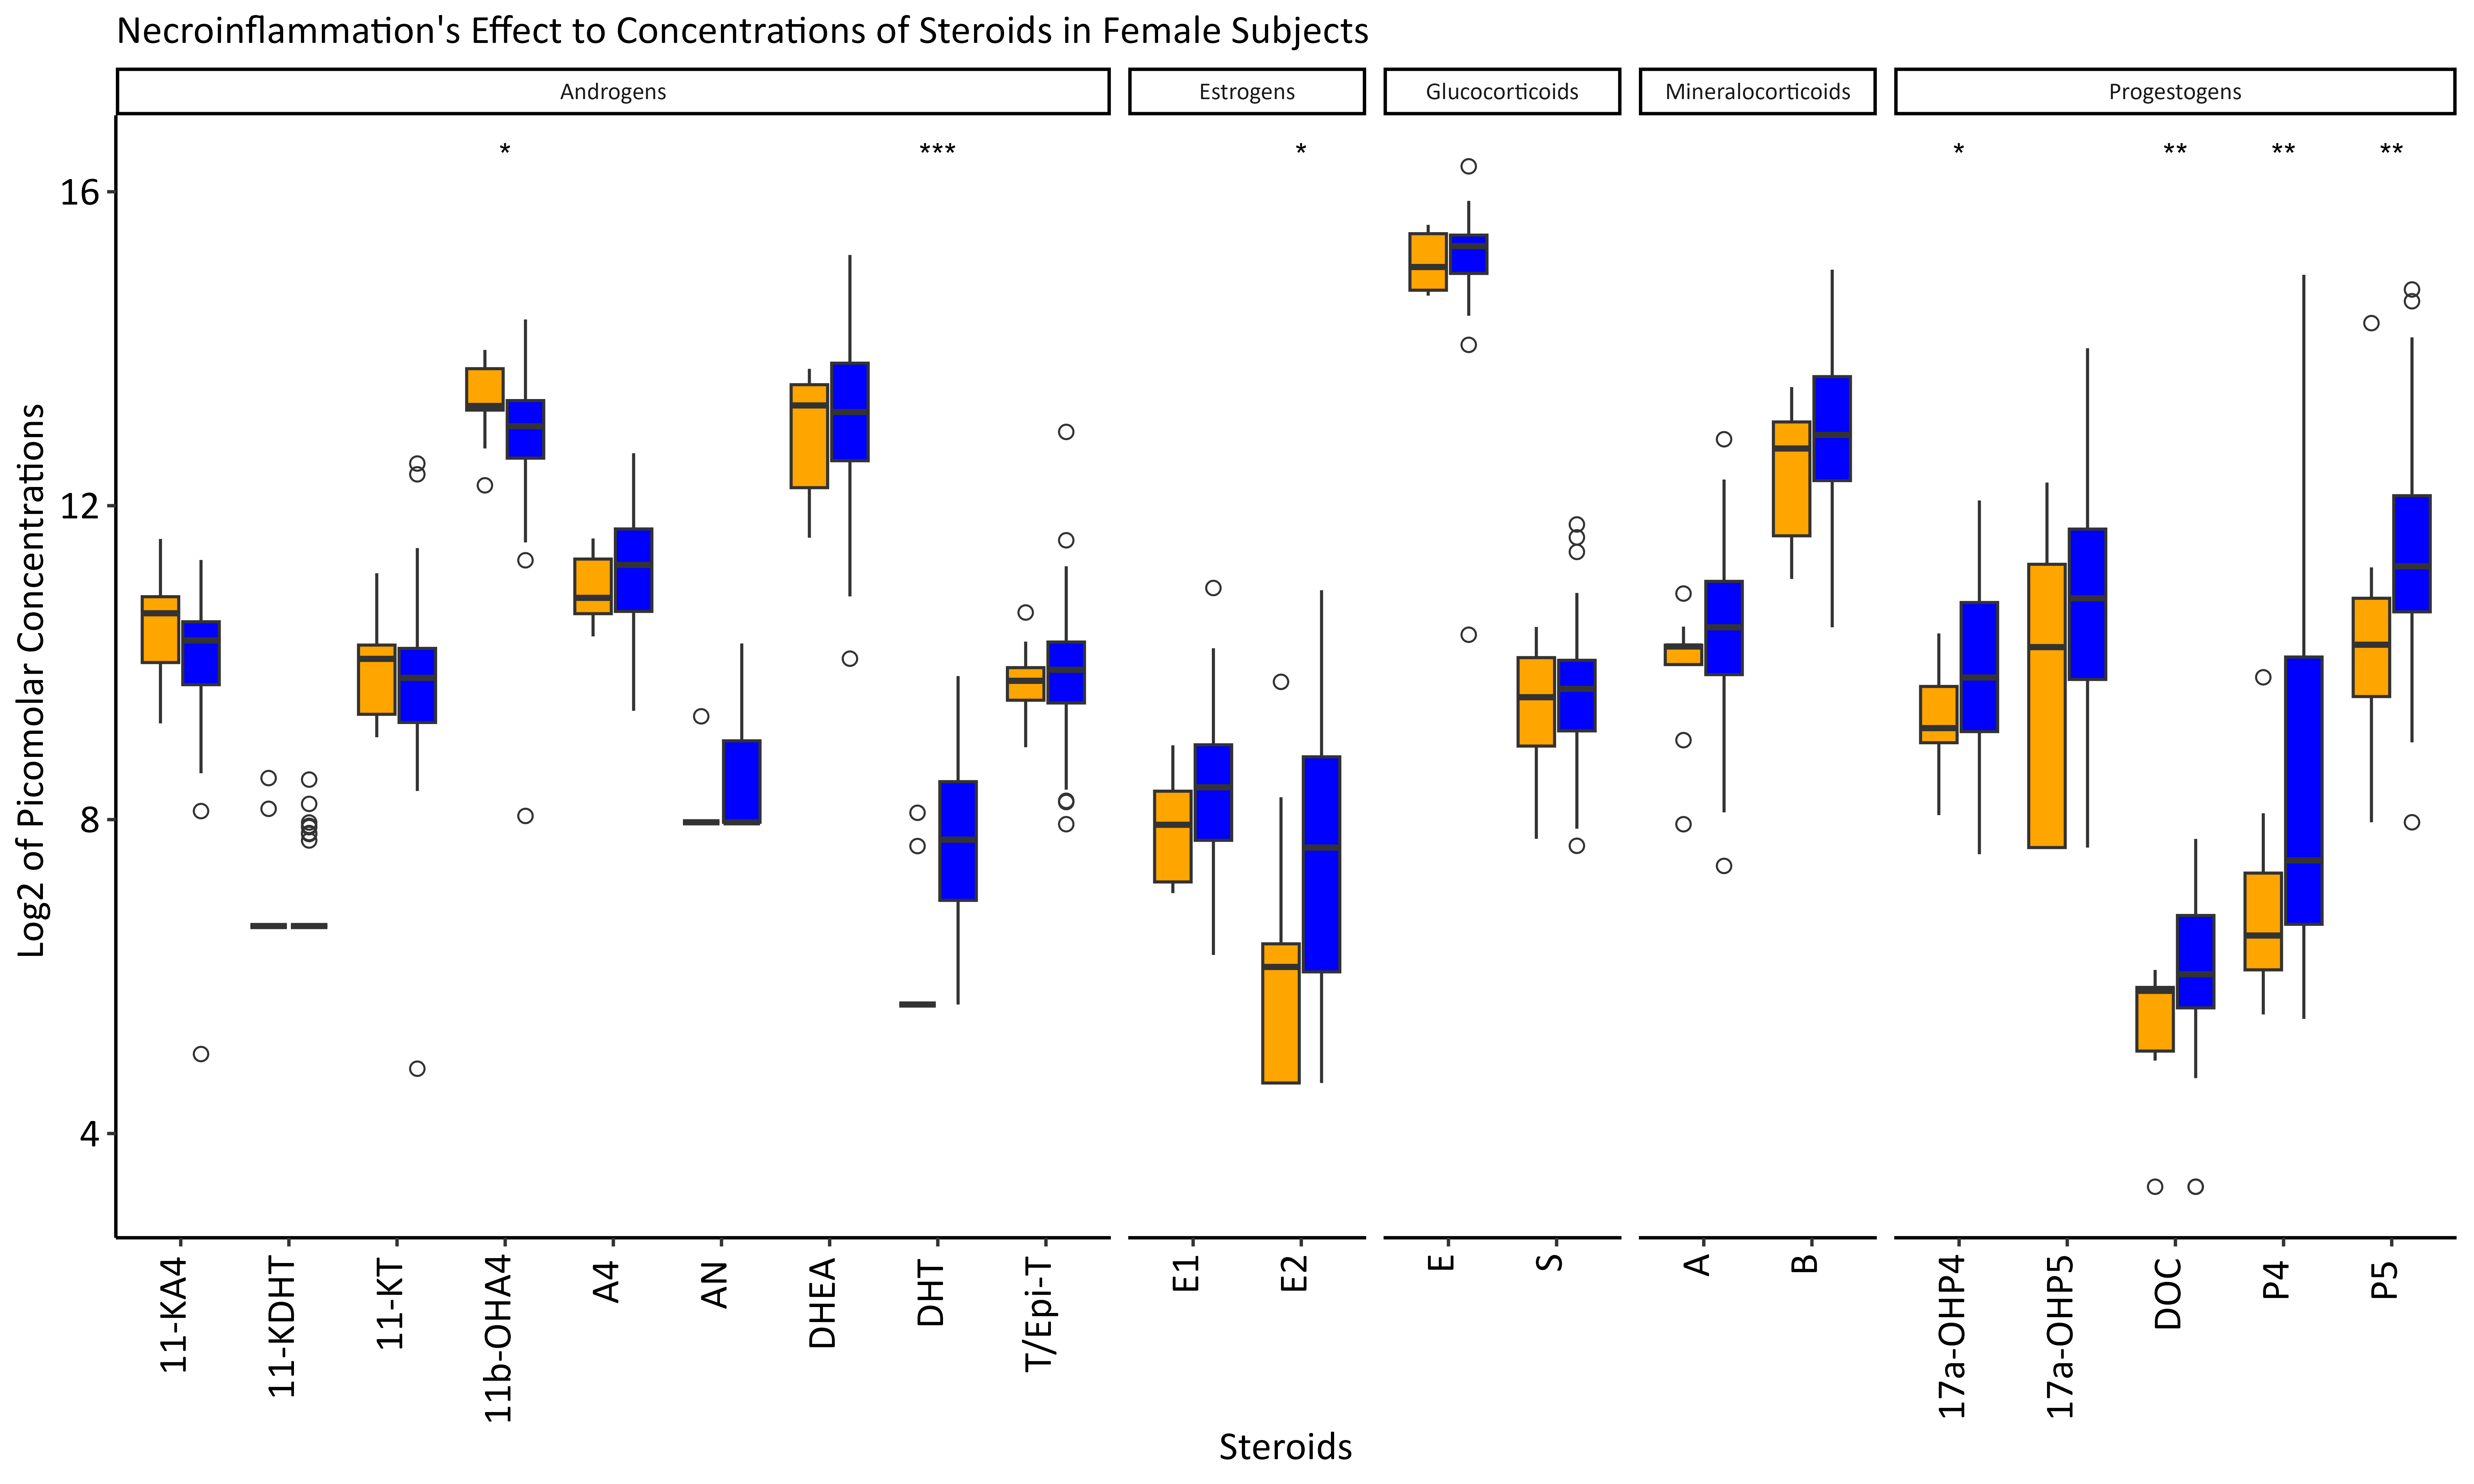 Necroinflammation's Effect to Concentrations of Steroids in Female Subjects
Androgens
Estrogens
Glucocorticoids
Mineralocorticoids
Progestogens
*
***
*
*
**
**
**
16
12
8
4
Log2 of Picomolar Concentrations
11-KA4
11-KDHT
11-KT
11b-OHA4
A4
AN
DHEA
DHT
T/Epi-T
E1
E2
E
S
A
B
17a-OHP4
17a-OHP5
DOC
P4
P5
Steroids